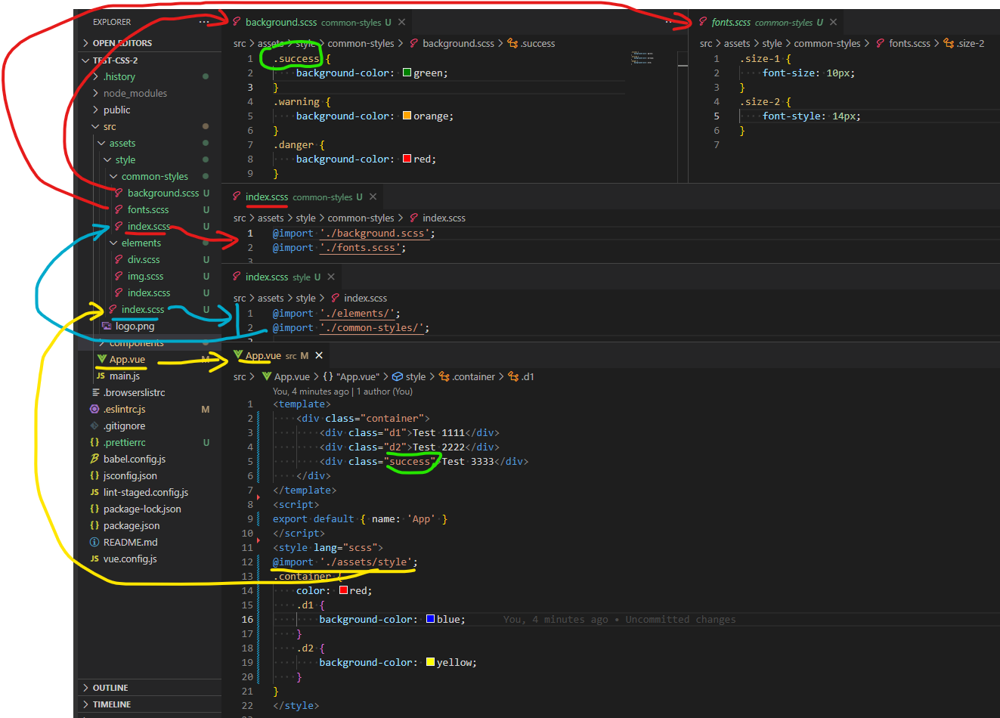 EXPLORER
···
OPEN EDITORS
TEST-CSS-2
.history
node_modules
public
src
assets
style
common-styles
background.scss U
fonts.scss U
index.scss U
elements
div.scss U
img.scss U
index.scss U
index.scss U
logo.png
components
App.vue M
JS main.js
.browserslistrc
.eslintrc.js M
.gitignore
{} .prettierrc U
babel.config.js
{} jsconfig.json
JS lint-staged.config.js
{} package-lock.json
{} package.json
README.md
JS vue.config.js
OUTLINE
TIMELINE
background.scss common-styles U ×
src > assets > style > common-styles > background.scss > .success
1 .success {
2 background-color: green;
3 }
4 .warning {
5 background-color: orange;
6 }
7 .danger {
8 background-color: red;
9 }
fonts.scss common-styles U ×
src > assets > style > common-styles > fonts.scss > .size-2
1 .size-1 {
2 font-size: 10px;
3 }
4 .size-2 {
5 font-style: 14px;
6 }
7
index.scss common-styles U ×
src > assets > style > common-styles > index.scss
1 @import './background.scss';
2 @import './fonts.scss';
3
index.scss style U ×
src > assets > style > index.scss
1 @import './elements/';
2 @import './common-styles/';
App.vue src M ×
src > App.vue > {} "App.vue" > style > .container > .d1
You, 4 minutes ago | 1 author (You)
1 <template>
2 <div class="container">
3 <div class="d1">Test 1111</div>
4 <div class="d2">Test 2222</div>
5 <div class="success">Test 3333</div>
6 </div>
7 </template>
8 <script>
9 export default { name: 'App' }
10 </script>
11 <style lang="scss">
12 @import './assets/style';
13 .container {
14 color: red;
15 .d1 {
16 background-color: blue; You, 4 minutes ago • Uncommitted changes
17 }
18 .d2 {
19 background-color: yellow;
20 }
21 }
22 </style>